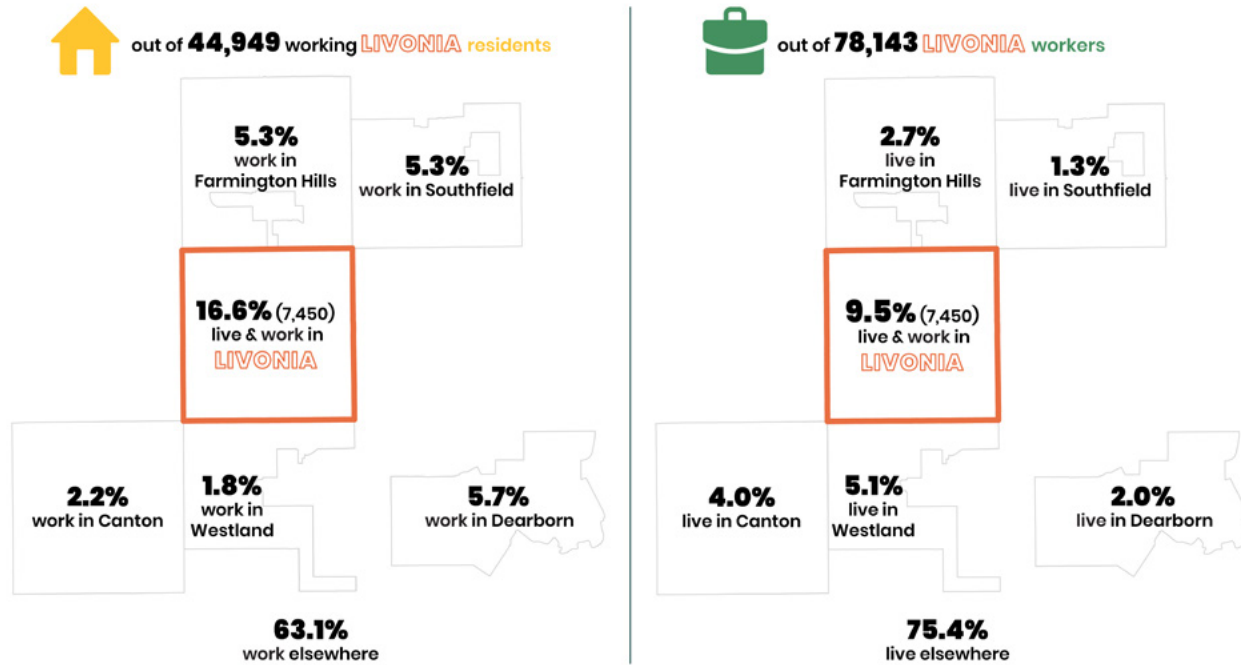 out of 44,949 working LIVONIA residents
5.3%
work in
Farmington Hills
5.3%
work in Southfield
16.6% (7,450)
live & work in
LIVONIA
2.2%
work in Canton
1.8%
work in
Westland
5.7%
work in Dearborn
63.1%
work elsewhere
out of 78,143 LIVONIA workers
2.7%
live in
Farmington Hills
1.3%
live in Southfield
9.5% (7,450)
live & work in
LIVONIA
4.0%
live in Canton
5.1%
live in
Westland
2.0%
live in Dearborn
75.4%
live elsewhere